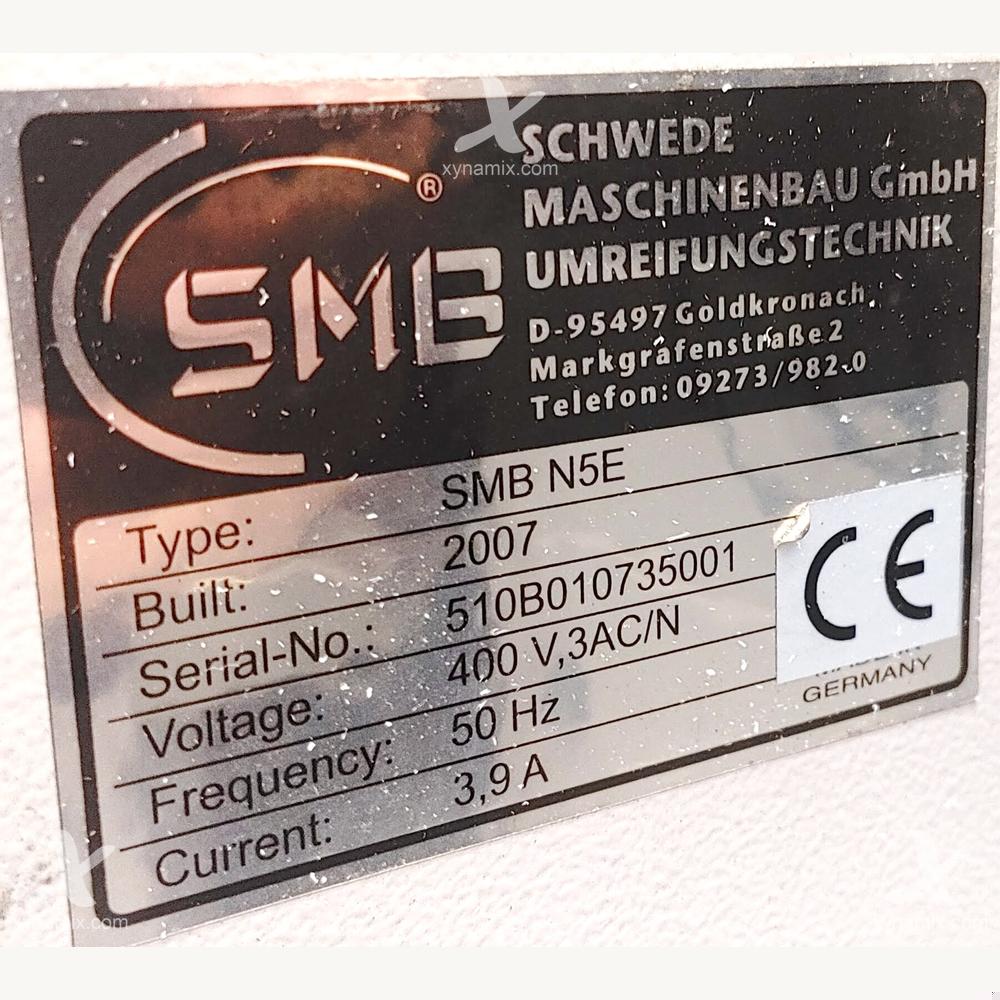 x
xynamix.com
SMB®
SCHWEDE
MASCHINENBAU GmbH
UMREIFUNGSTECHNIK
D-95497 Goldkronach
Markgrafenstraße 2
Telefon: 09273/982-0
Type: SMB N5E
Built: 2007
Serial-No.: 510B010735001
Voltage: 400 V,3AC/N
Frequency: 50 Hz
Current: 3,9 A
CE
GERMANY